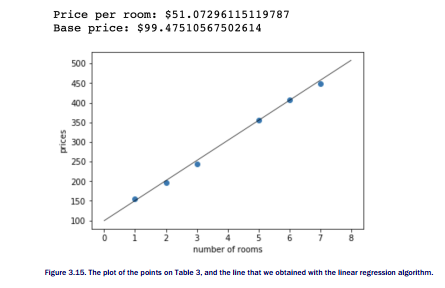 Price per room: $51.07296115119787
Base price: $99.47510567502614
500
450
400
350
300
250
200
150
100
prices
0 1 2 3 4 5 6 7 8
number of rooms
Figure 3.15. The plot of the points on Table 3, and the line that we obtained with the linear regression algorithm.